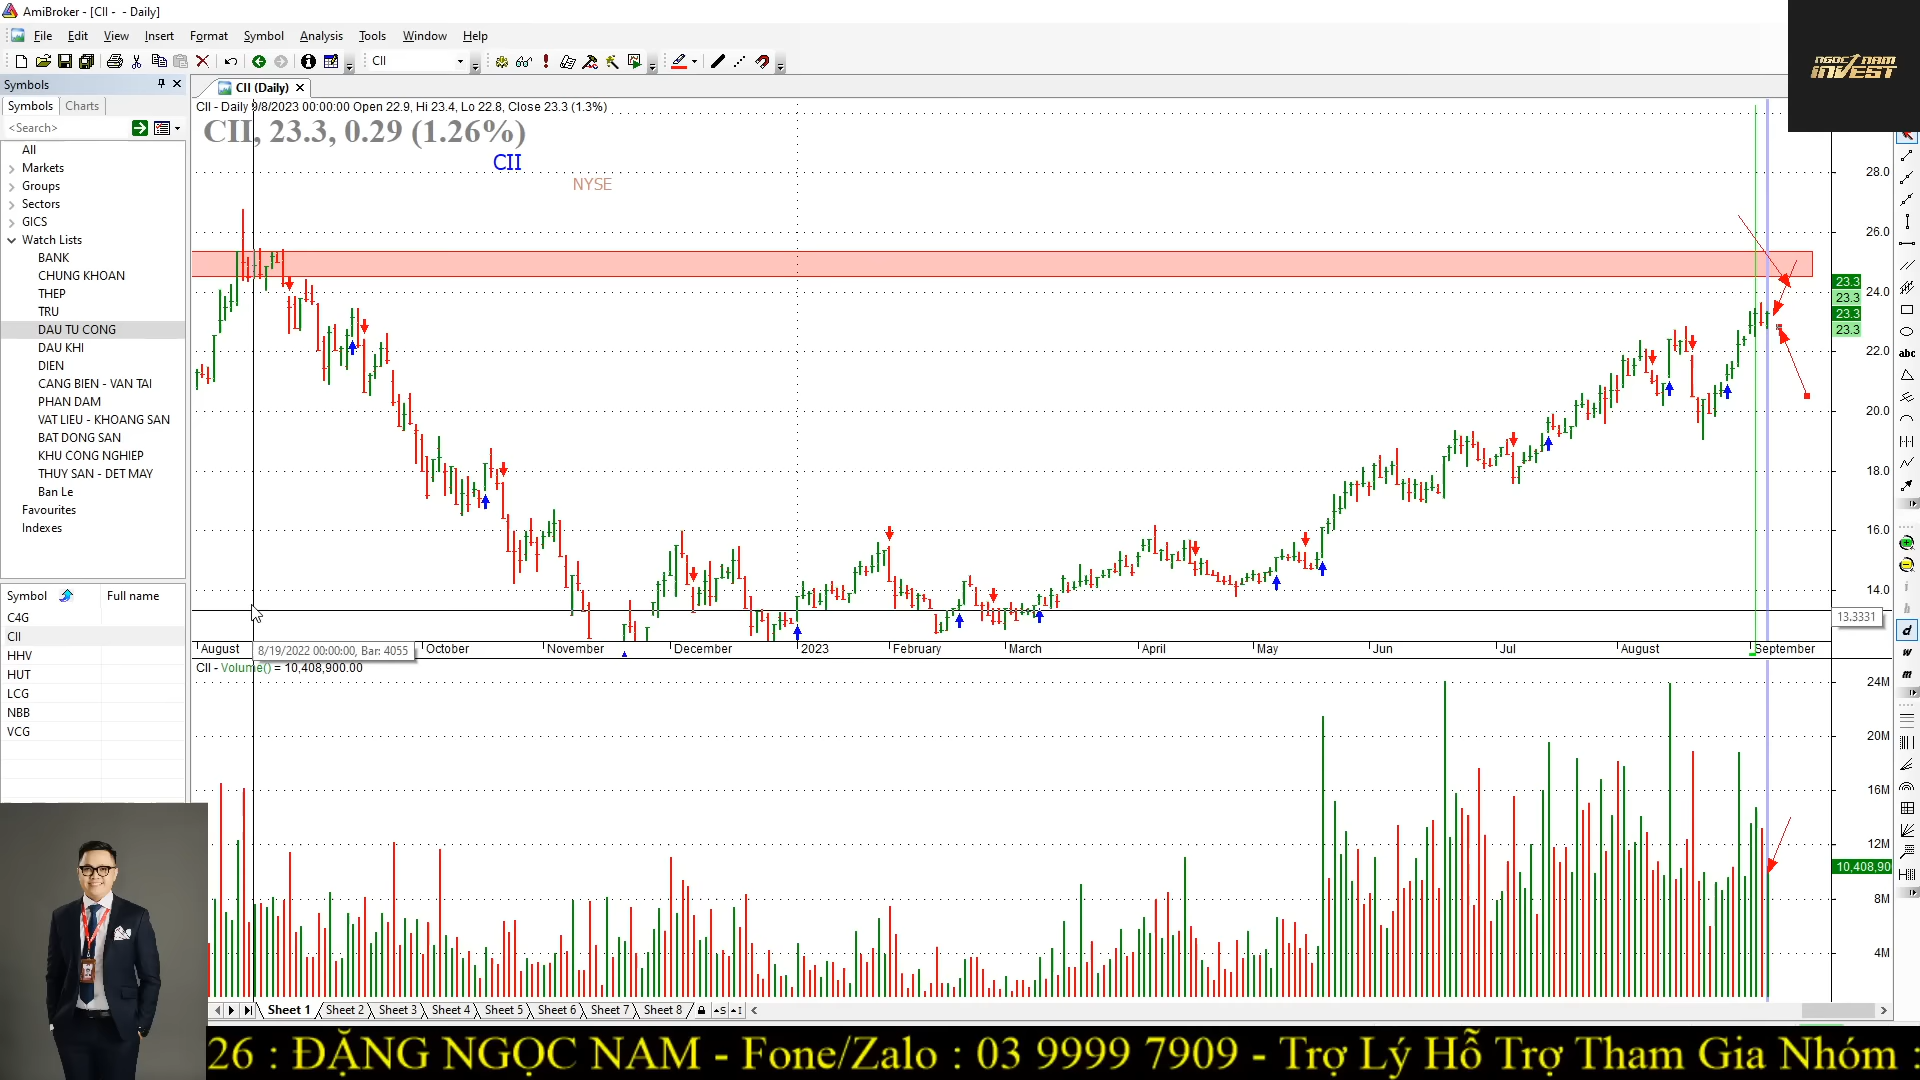 AmiBroker - [CII - - Daily]
File Edit View Insert Format Symbol Analysis Tools Window Help
CII
NGOC NAM
INVEST
Symbols
CII (Daily)
Symbols Charts
<Search>
All
Markets
Groups
Sectors
GICS
Watch Lists
BANK
CHUNG KHOAN
THEP
TRU
DAU TU CONG
DAU KHI
DIEN
CANG BIEN - VAN TAI
PHAN DAM
VAT LIEU - KHOANG SAN
BAT DONG SAN
KHU CONG NGHIEP
THUY SAN - DET MAY
Ban Le
Favourites
Indexes
Symbol Full name
C4G
CII
HHV
HUT
LCG
NBB
VCG
CII - Daily 9/8/2023 00:00:00 Open 22.9, Hi 23.4, Lo 22.8, Close 23.3 (1.3%)
CII, 23.3, 0.29 (1.26%)
CII
NYSE
28.0
26.0
23.3
24.0
23.3
23.3
23.3
22.0
20.0
18.0
16.0
14.0
13.3331
August 8/19/2022 00:00:00, Bar: 4055 October November December 2023 February March April May Jun Jul August September
CII - Volume() = 10,408,900.00
24M
20M
16M
12M
10,408,90
8M
4M
abc
d
w
m
Sheet 1 Sheet 2 Sheet 3 Sheet 4 Sheet 5 Sheet 6 Sheet 7 Sheet 8
26 : ĐẶNG NGỌC NAM - Fone/Zalo : 03 9999 7909 - Trợ Lý Hỗ Trợ Tham Gia Nhóm :